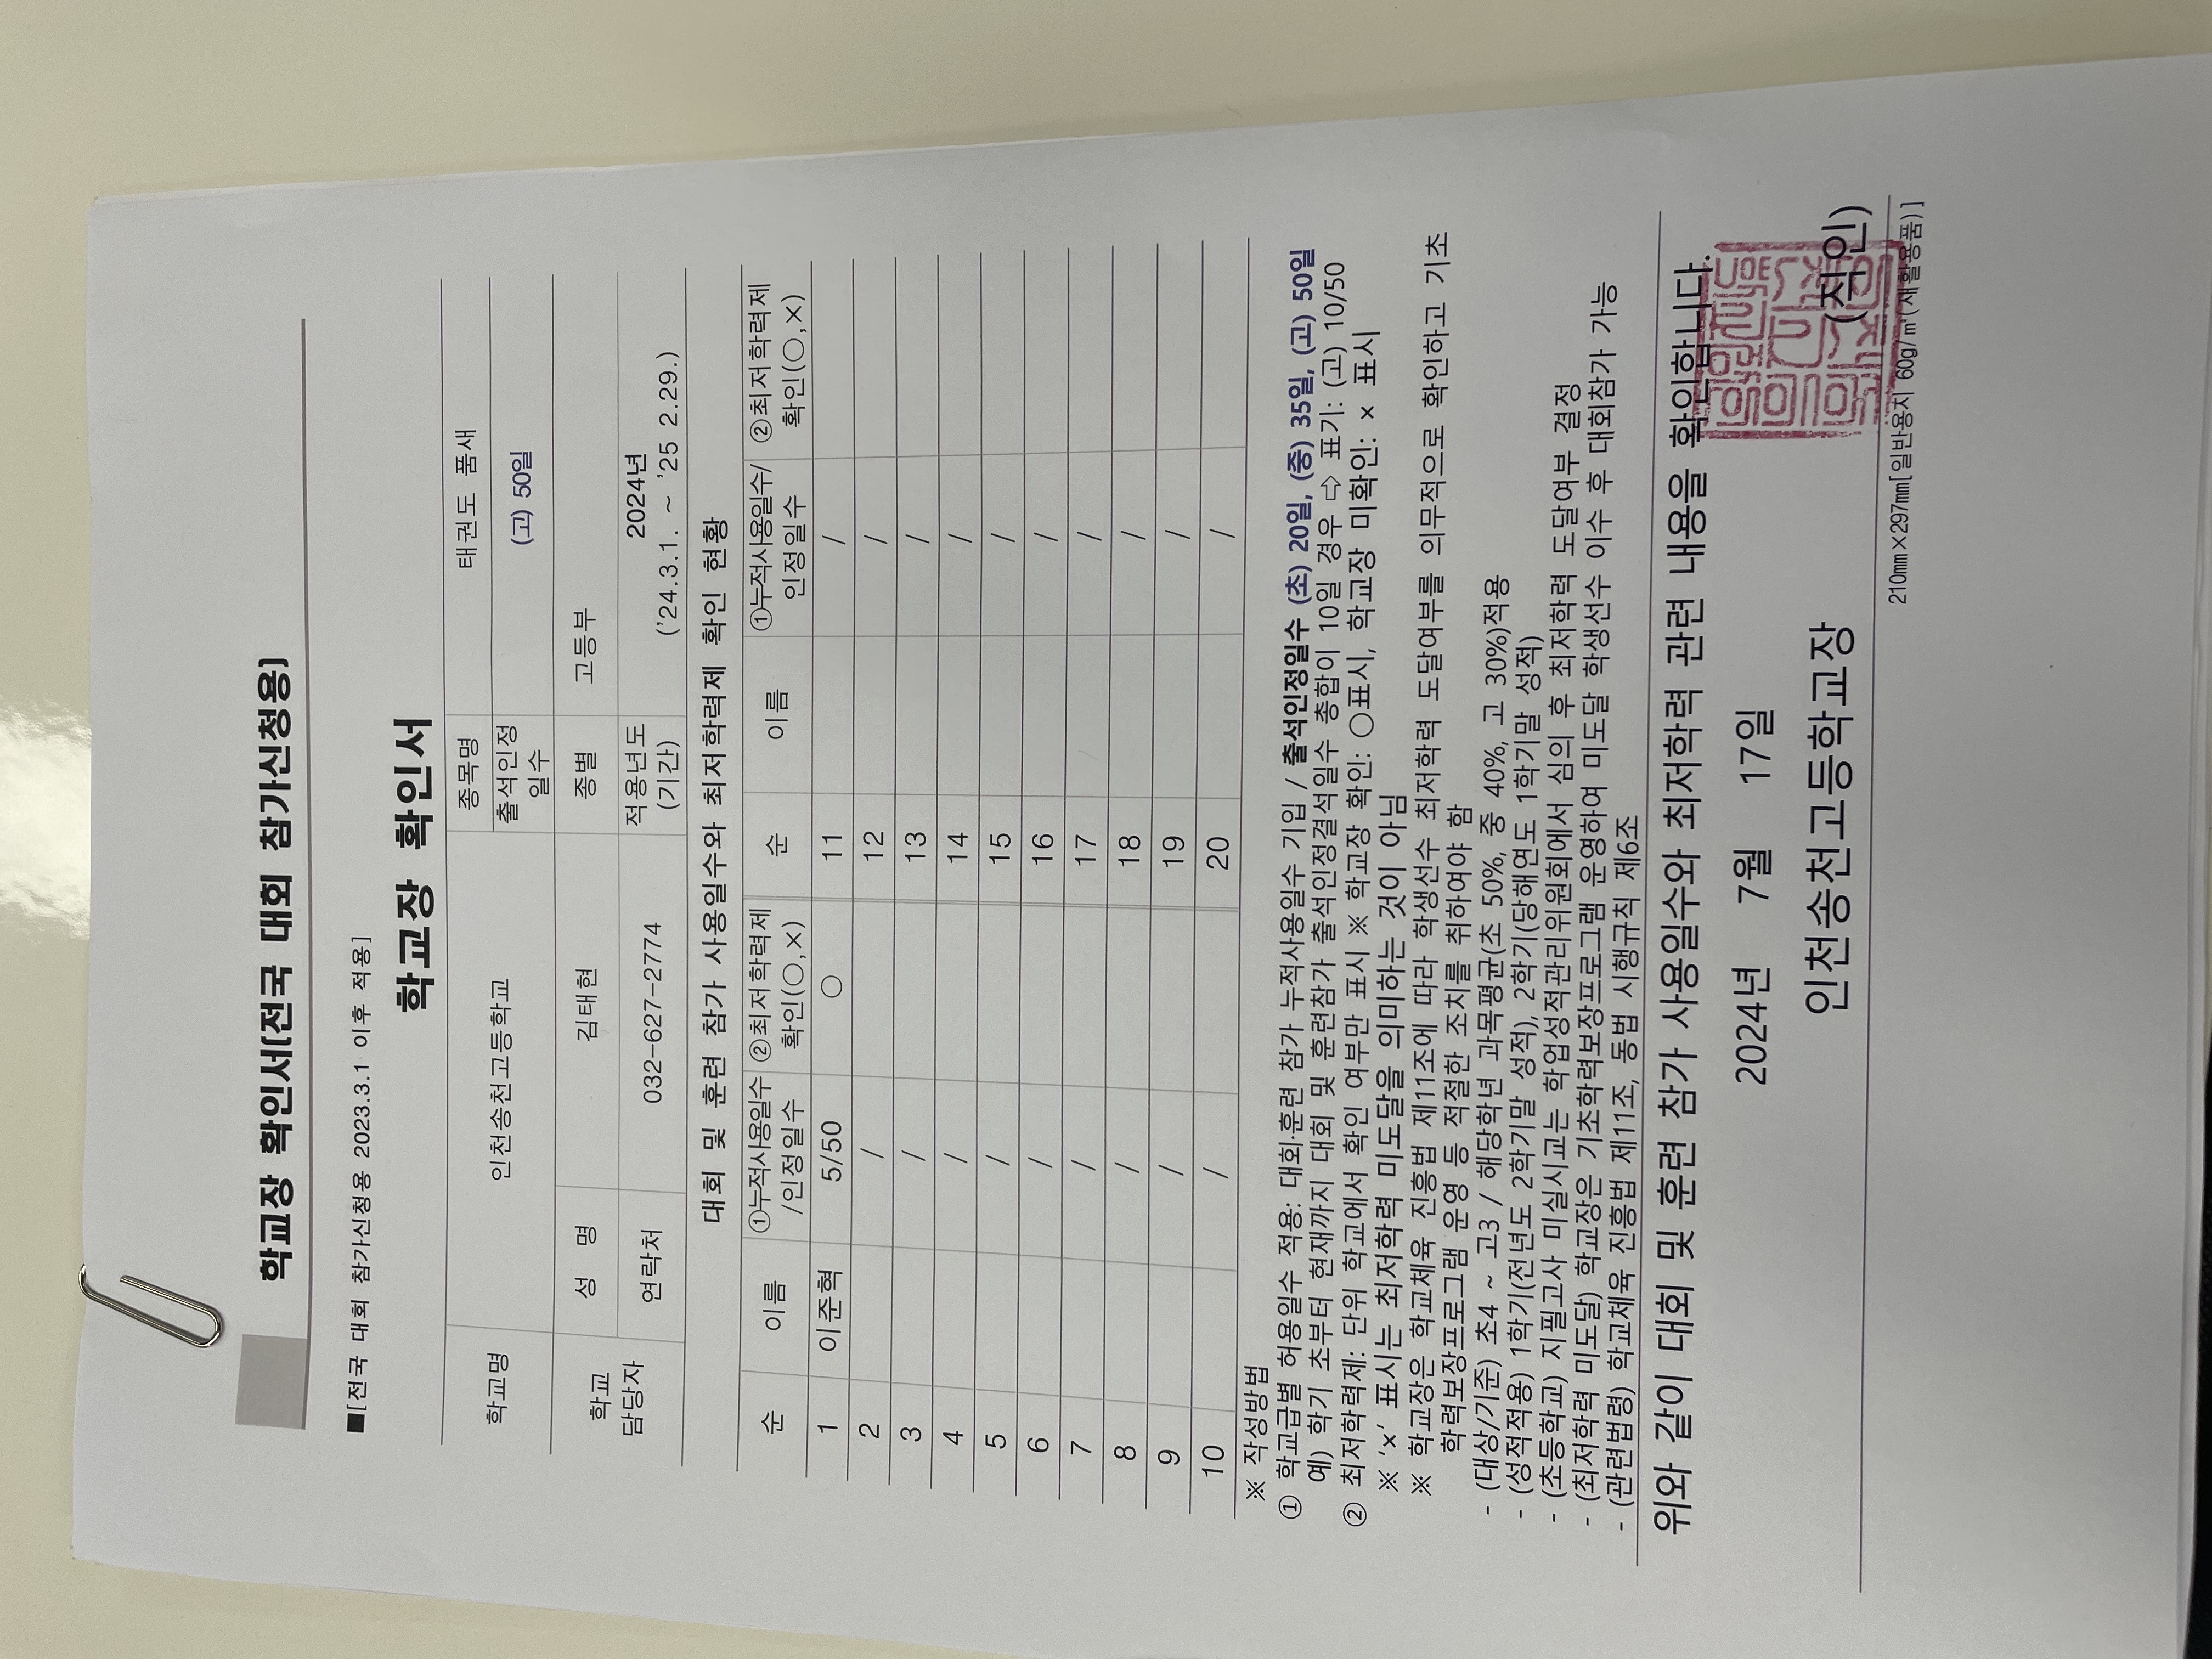 학교장 확인서(전국 대회 참가신청용)
■[전국 대회 참가신청용 2023.3.1 이후 적용]
학교장 확인서
학교명 인천송천고등학교 종목명 태권도 품새
출석인정 일수 (고) 50일
학교 담당자 성 명 김태현 종별 고등부
연락처 032-627-2774 적용년도 (기간) 2024년 ('24.3.1. ~ '25 2.29.)
대회 및 훈련 참가 사용일수와 최저학력제 확인 현황
순 이름 ①누적사용일수 /인정일수 ②최저학력제 확인(○,×) 순 이름 ①누적사용일수/ 인정일수 ②최저학력제 확인(○,×)
1 이준혁 5/50 ○ 11 /
2 / 12 /
3 / 13 /
4 / 14 /
5 / 15 /
6 / 16 /
7 / 17 /
8 / 18 /
9 / 19 /
10 / 20 /
※ 작성방법
① 학교급별 허용일수 적용: 대회·훈련 참가 누적사용일수 기입 / 출석인정일수 (초) 20일, (중) 35일, (고) 50일
예) 학기 초부터 현재까지 대회 및 훈련참가 출석인정결석일수 총합이 10일 경우 ⇨ 표기: (고) 10/50
② 최저학력제: 단위 학교에서 확인 여부만 표시 ※ 학교장 확인: ○표시, 학교장 미확인: × 표시
※ '×' 표시는 최저학력 미도달을 의미하는 것이 아님
※ 학교장은 학교체육 진흥법 제11조에 따라 학생선수 최저학력 도달여부를 의무적으로 확인하고 기초
학력보장프로그램 운영 등 적절한 조치를 취하여야 함
- (대상/기준) 초4 ~ 고3 / 해당학년 과목평균(초 50%, 중 40%, 고 30%)적용
- (성적적용) 1학기(전년도 2학기말 성적), 2학기(당해연도 1학기말 성적)
- (초등학교) 지필고사 미실시교는 학업성적관리위원회에서 심의 후 최저학력 도달여부 결정
- (최저학력 미도달) 학교장은 기초학력보장프로그램 운영하여 미도달 학생선수 이수 후 대회참가 가능
- (관련법령) 학교체육 진흥법 제11조, 동법 시행규칙 제6조
위와 같이 대회 및 훈련 참가 사용일수와 최저학력 관련 내용을 확인합니다.
2024년 7월 17일
인천송천고등학교장 (직인)
210㎜×297㎜[일반용지 60g/㎡(재활용품)]